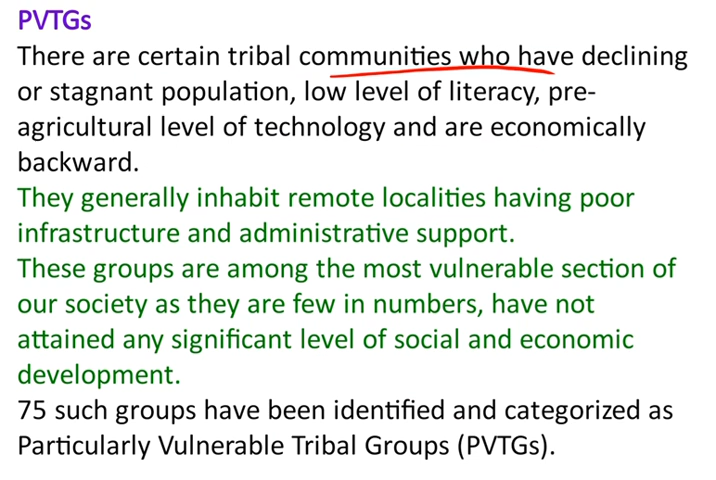 PVTGs
There are certain tribal communities who have declining
or stagnant population, low level of literacy, pre-
agricultural level of technology and are economically
backward.
They generally inhabit remote localities having poor
infrastructure and administrative support.
These groups are among the most vulnerable section of
our society as they are few in numbers, have not
attained any significant level of social and economic
development.
75 such groups have been identified and categorized as
Particularly Vulnerable Tribal Groups (PVTGs).